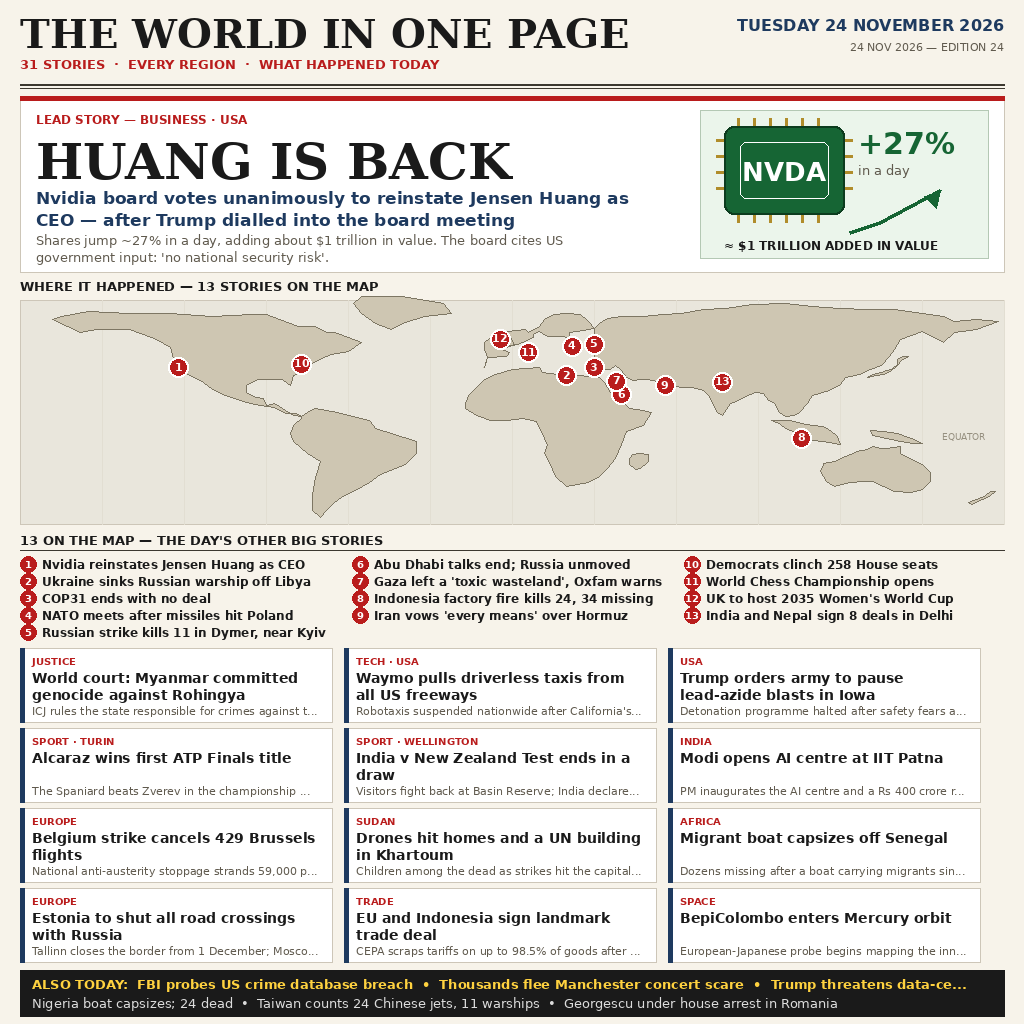 THE WORLD IN ONE PAGE
TUESDAY 24 NOVEMBER 2026
24 NOV 2026 — EDITION 24
31 STORIES · EVERY REGION · WHAT HAPPENED TODAY
LEAD STORY — BUSINESS · USA
HUANG IS BACK
Nvidia board votes unanimously to reinstate Jensen Huang as
CEO — after Trump dialled into the board meeting
Shares jump ~27% in a day, adding about $1 trillion in value. The board cites US
government input: 'no national security risk'.
NVDA
+27%
in a day
≈ $1 TRILLION ADDED IN VALUE
WHERE IT HAPPENED — 13 STORIES ON THE MAP
12
11
4
5
1
10
2
3
7
6
9
13
8
EQUATOR
13 ON THE MAP — THE DAY'S OTHER BIG STORIES
1 Nvidia reinstates Jensen Huang as CEO
2 Ukraine sinks Russian warship off Libya
3 COP31 ends with no deal
4 NATO meets after missiles hit Poland
5 Russian strike kills 11 in Dymer, near Kyiv
6 Abu Dhabi talks end; Russia unmoved
7 Gaza left a 'toxic wasteland', Oxfam warns
8 Indonesia factory fire kills 24, 34 missing
9 Iran vows 'every means' over Hormuz
10 Democrats clinch 258 House seats
11 World Chess Championship opens
12 UK to host 2035 Women's World Cup
13 India and Nepal sign 8 deals in Delhi
JUSTICE
World court: Myanmar committed
genocide against Rohingya
ICJ rules the state responsible for crimes against t...
TECH · USA
Waymo pulls driverless taxis from
all US freeways
Robotaxis suspended nationwide after California's...
USA
Trump orders army to pause
lead-azide blasts in Iowa
Detonation programme halted after safety fears a...
SPORT · TURIN
Alcaraz wins first ATP Finals title
The Spaniard beats Zverev in the championship ...
SPORT · WELLINGTON
India v New Zealand Test ends in a
draw
Visitors fight back at Basin Reserve; India declare...
INDIA
Modi opens AI centre at IIT Patna
PM inaugurates the AI centre and a Rs 400 crore r...
EUROPE
Belgium strike cancels 429 Brussels
flights
National anti-austerity stoppage strands 59,000 p...
SUDAN
Drones hit homes and a UN building
in Khartoum
Children among the dead as strikes hit the capital...
AFRICA
Migrant boat capsizes off Senegal
Dozens missing after a boat carrying migrants sin...
EUROPE
Estonia to shut all road crossings
with Russia
Tallinn closes the border from 1 December; Mosco...
TRADE
EU and Indonesia sign landmark
trade deal
CEPA scraps tariffs on up to 98.5% of goods after ...
SPACE
BepiColombo enters Mercury orbit
European-Japanese probe begins mapping the inn...
ALSO TODAY: FBI probes US crime database breach • Thousands flee Manchester concert scare • Trump threatens data-ce...
Nigeria boat capsizes; 24 dead • Taiwan counts 24 Chinese jets, 11 warships • Georgescu under house arrest in Romania